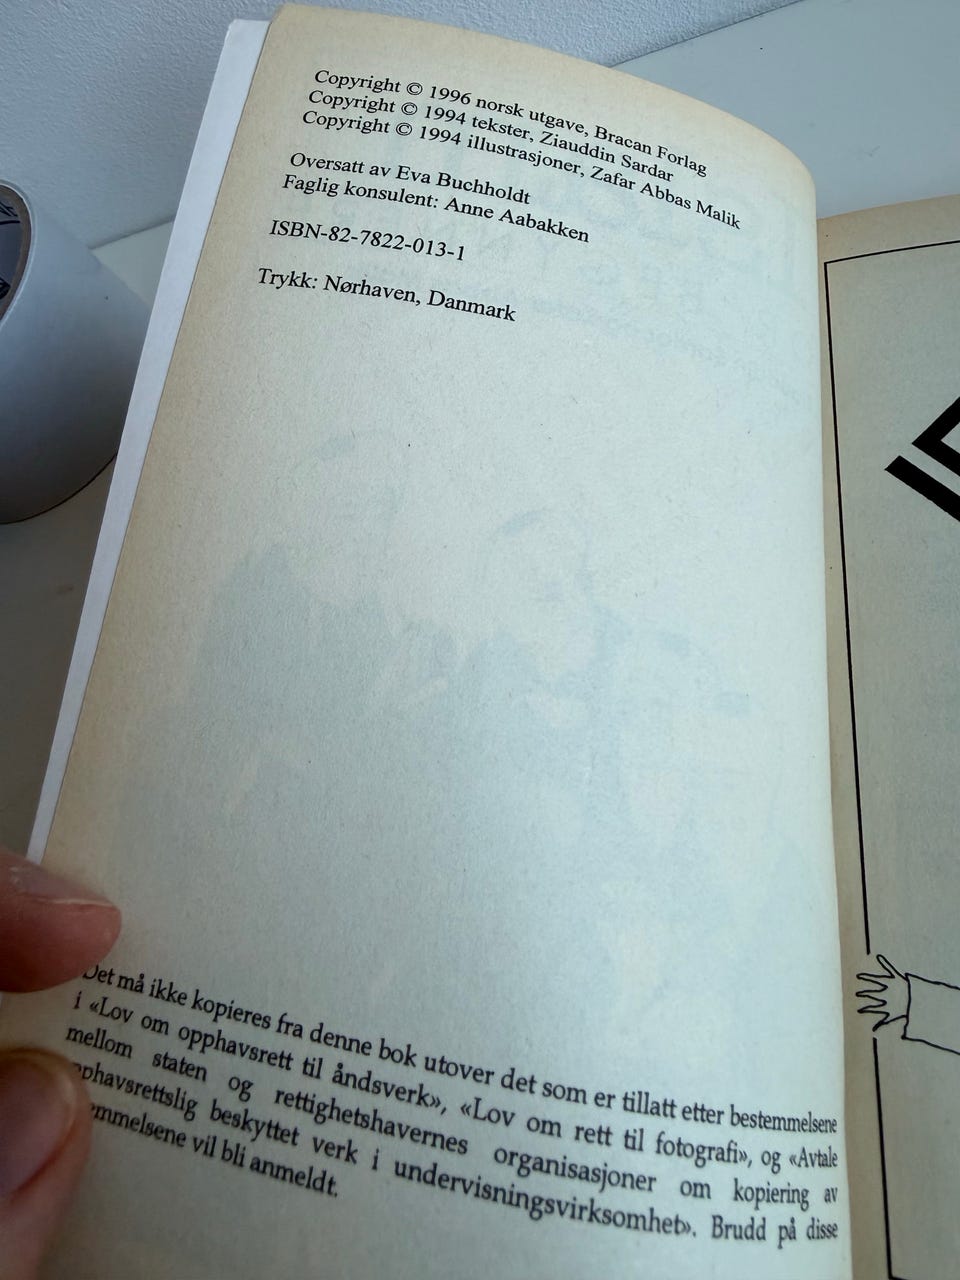 Copyright © 1996 norsk utgave, Bracan Forlag
Copyright © 1994 tekster, Ziauddin Sardar
Copyright © 1994 illustrasjoner, Zafar Abbas Malik
Oversatt av Eva Buchholdt
Faglig konsulent: Anne Aabakken
ISBN-82-7822-013-1
Trykk: Nørhaven, Danmark
Det må ikke kopieres fra denne bok utover det som er tillatt etter bestemmelsene
i «Lov om opphavsrett til åndsverk», «Lov om rett til fotografi», og «Avtale
mellom staten og rettighetshavernes organisasjoner om kopiering av
opphavsrettslig beskyttet verk i undervisningsvirksomhet». Brudd på disse
vil bli anmeldt.